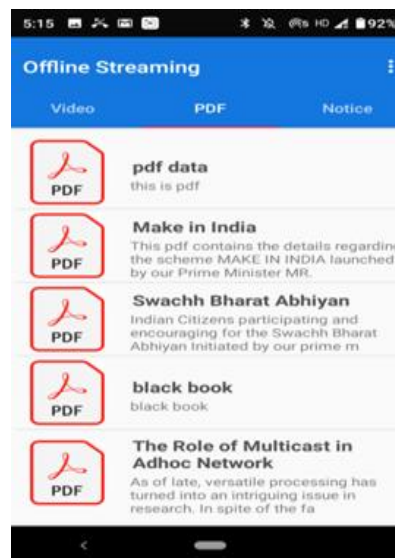 5:15 HD 92%
Offline Streaming
Video PDF Notice
PDF
pdf data
this is pdf
PDF
Make in India
This pdf contains the details regarding
the scheme MAKE IN INDIA launched
by our Prime Minister MR.
PDF
Swachh Bharat Abhiyan
Indian Citizens participating and
encouraging for the Swachh Bharat
Abhiyan Initiated by our prime m
PDF
black book
black book
PDF
The Role of Multicast in
Adhoc Network
As of late, versatile processing has
turned into an intriguing issue in
research. In spite of the fa